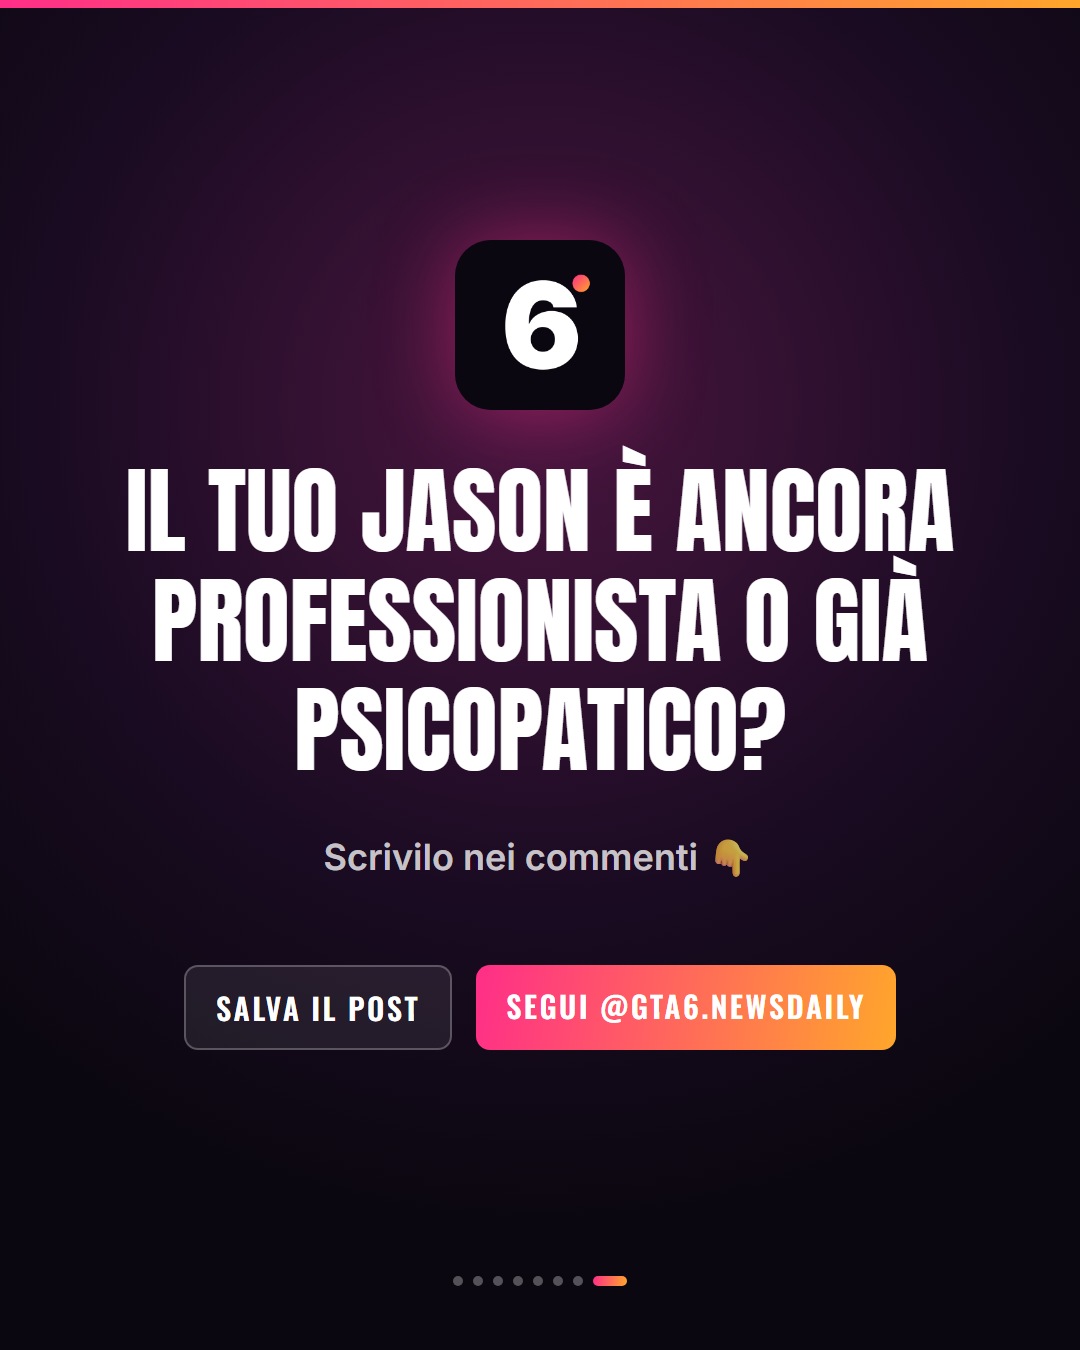 6
IL TUO JASON È ANCORA
PROFESSIONISTA O GIÀ
PSICOPATICO?
Scrivilo nei commenti 👇
SALVA IL POST
SEGUI @GTA6.NEWSDAILY